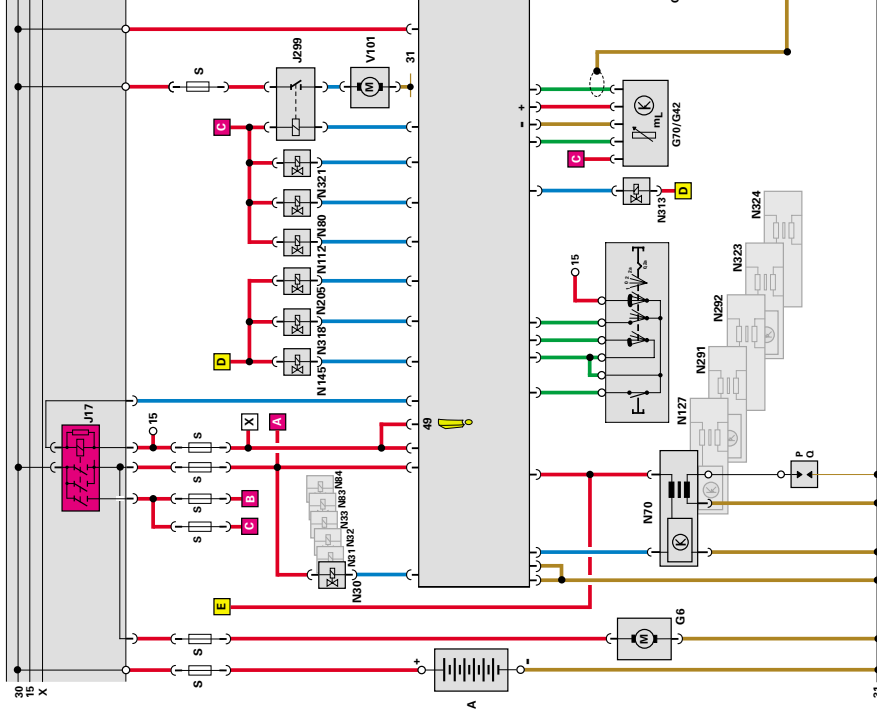 30
15
X
J17
S
J299
V101
M
31
C
N321
N80
N112
N205
N318
N145
D
15
X
A
S
S
B
S
C
S
49
N84
N83
N33
N32
N31
N30
E
S
S
+
-
A
G6
M
+
-
C
K
mL
G70/G42
N313
D
15
N324
N323
N292
K
N291
N127
K
K
N70
K
P
Q
31